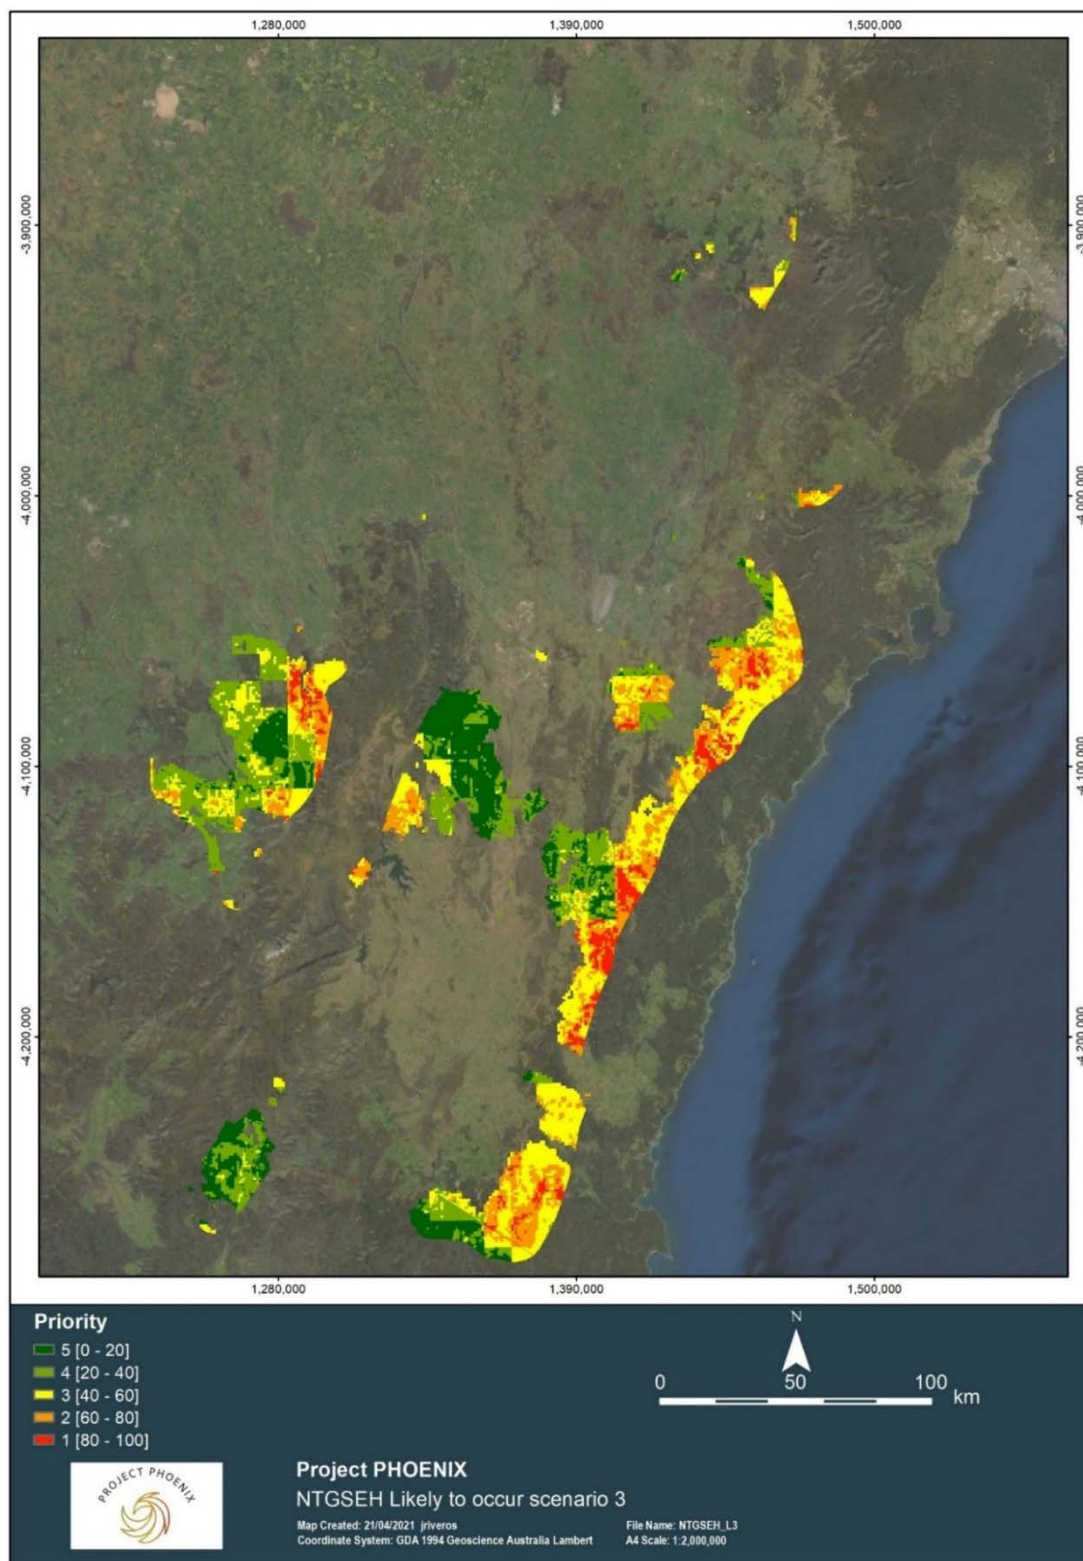 1,280,000
1,390,000
1,500,000
-3,900,000
-3,900,000
-4,000,000
-4,000,000
-4,100,000
-4,100,000
-4,200,000
-4,200,000
1,280,000
1,390,000
1,500,000
Priority
5 [0 - 20]
4 [20 - 40]
3 [40 - 60]
2 [60 - 80]
1 [80 - 100]
N
0 50 100
km
PROJECT PHOENIX
Project PHOENIX
NTGSEH Likely to occur scenario 3
Map Created: 21/04/2021 jriveros
File Name: NTGSEH_L3
Coordinate System: GDA 1994 Geoscience Australia Lambert
A4 Scale: 1:2,000,000